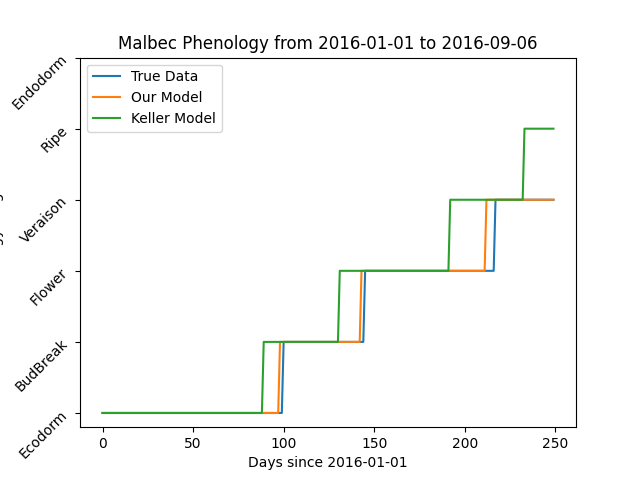 Malbec Phenology from 2016-01-01 to 2016-09-06
True Data
Our Model
Keller Model
Endodorm
Ripe
Veraison
Flower
BudBreak
Ecodorm
0 50 100 150 200 250
Days since 2016-01-01